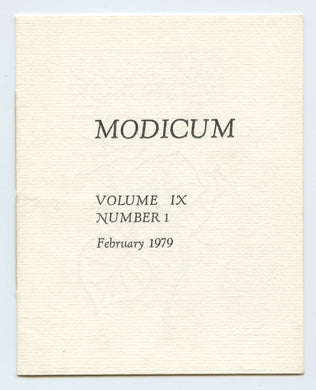 MODICUM
VOLUME IX
NUMBER 1
February 1979